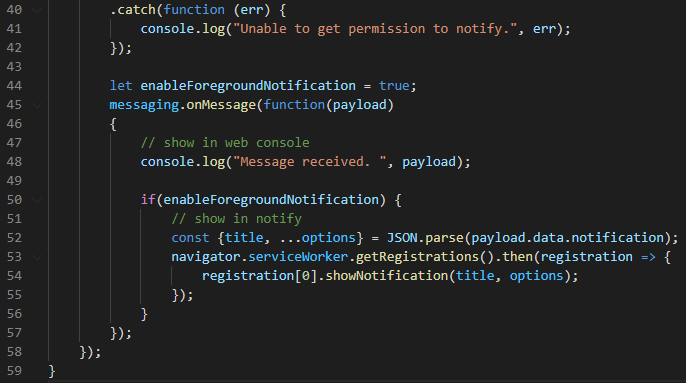 40 .catch(function (err) {
41 console.log("Unable to get permission to notify.", err);
42 });
43
44 let enableForegroundNotification = true;
45 messaging.onMessage(function(payload)
46 {
47 // show in web console
48 console.log("Message received. ", payload);
49
50 if(enableForegroundNotification) {
51 // show in notify
52 const {title, ...options} = JSON.parse(payload.data.notification);
53 navigator.serviceWorker.getRegistrations().then(registration => {
54 registration[0].showNotification(title, options);
55 });
56 }
57 });
58 });
59 }